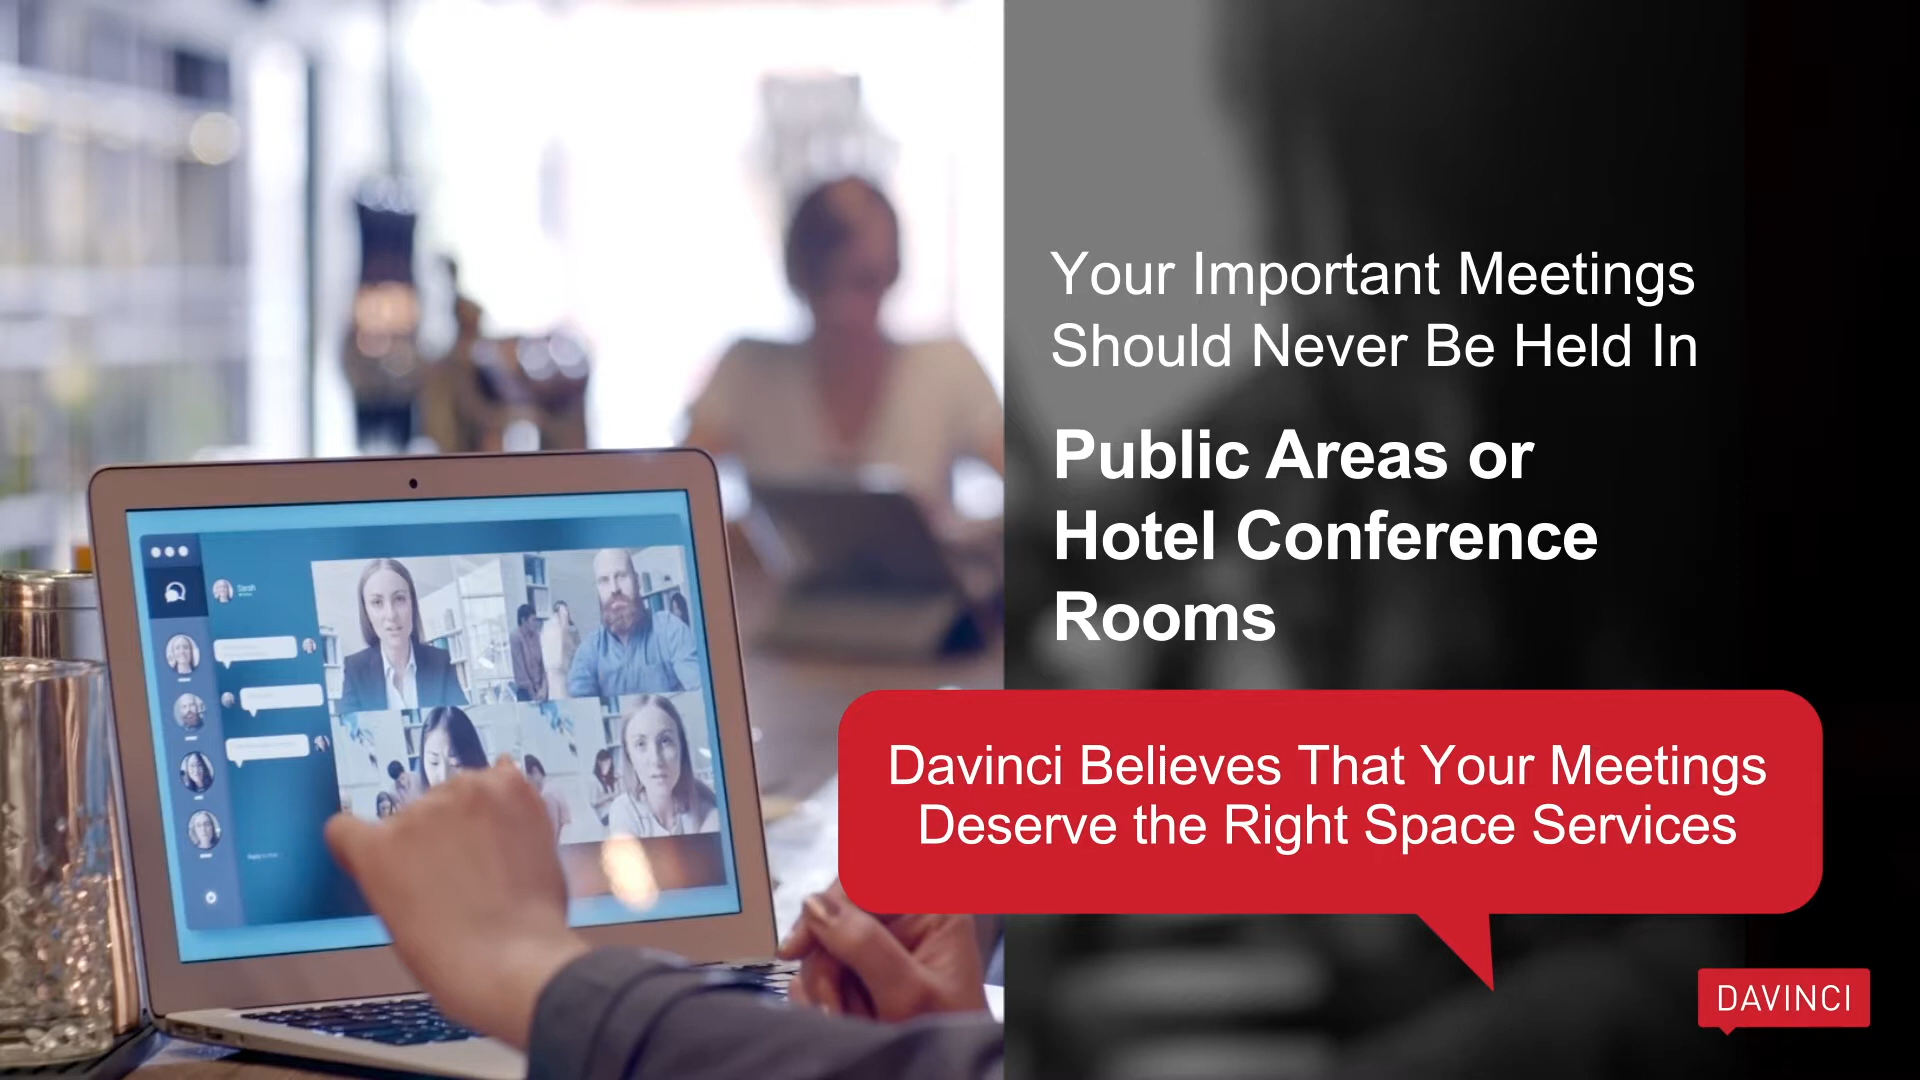 Your Important Meetings
Should Never Be Held In
Public Areas or
Hotel Conference
Rooms
Davinci Believes That Your Meetings
Deserve the Right Space Services
DAVINCI
Sarah